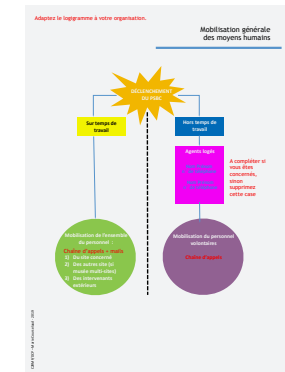 Adaptez le logigramme à votre organisation.
Mobilisation générale
des moyens humains
DÉCLENCHEMENT
DU PSBC
Sur temps de
travail
Hors temps de
travail
Agents logés
A compléter si
vous êtes
concernés,
sinon
supprimez
cette case
Mobilisation de l'ensemble
du personnel :
Chaîne d'appels + mails
1) Du site concerné
2) Des autres site (si
musée multi-sites)
3) Des intervenants
extérieurs
Mobilisation du personnel
volontaires
Chaîne d'appels